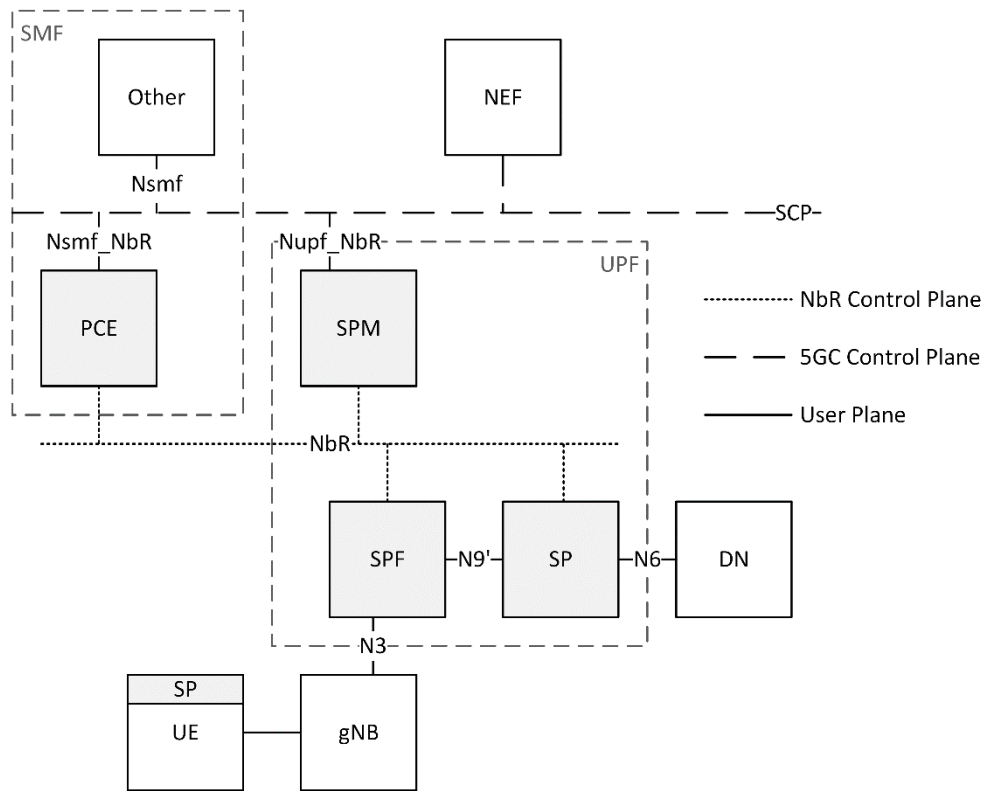 SMF
Other
NEF
Nsmf
SCP
Nsmf_NbR
Nupf_NbR
UPF
PCE
SPM
NbR Control Plane
5GC Control Plane
User Plane
NbR
SPF
N9'
SP
N6
DN
N3
SP
UE
gNB